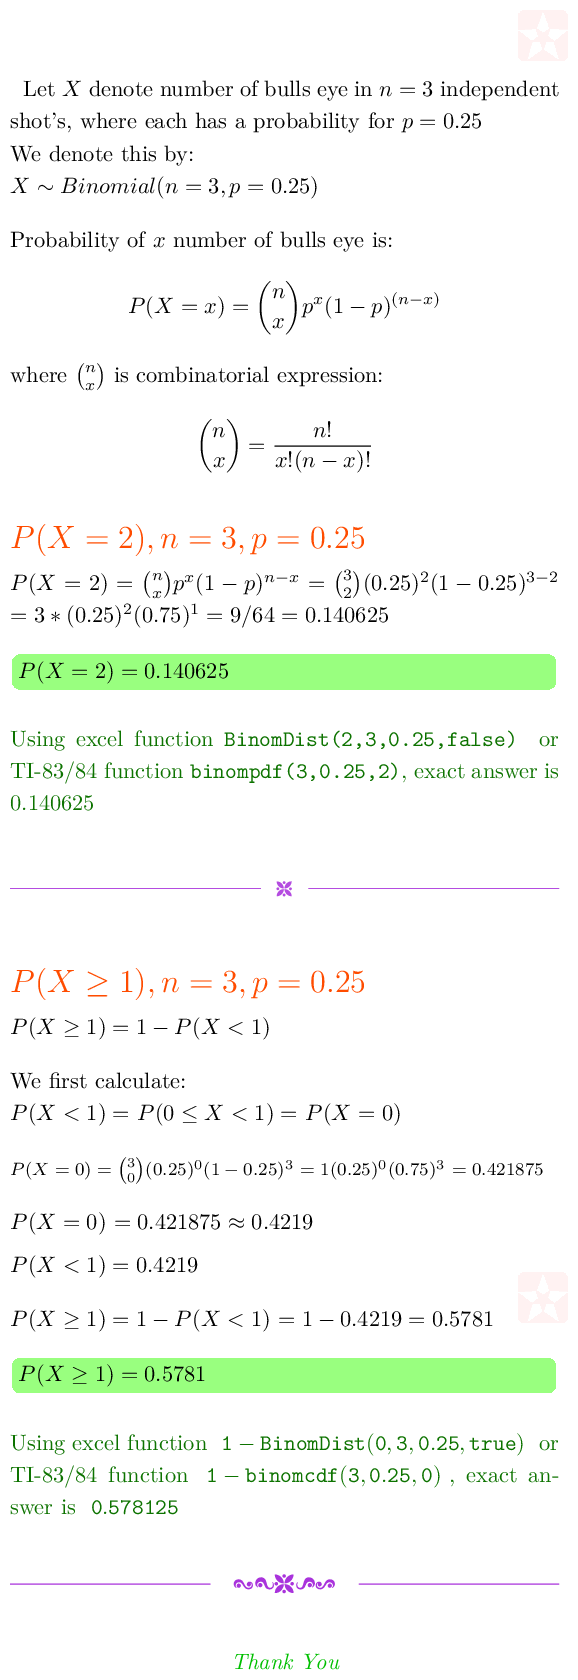 Let X denote number of bulls eye in n = 3 independent
shot's, where each has a probability for p = 0.25
We denote this by:
X ∼ Binomial(n = 3, p = 0.25)
Probability of x number of bulls eye is:
P(X = x) = \binom{n}{x} p^x (1 − p)^{(n−x)}
where \binom{n}{x} is combinatorial expression:
\binom{n}{x} = \frac{n!}{x!(n − x)!}
P(X = 2), n = 3, p = 0.25
P(X = 2) = \binom{n}{x} p^x (1 − p)^{n−x} = \binom{3}{2} (0.25)^2 (1 − 0.25)^{3−2}
= 3 ∗ (0.25)^2 (0.75)^1 = 9/64 = 0.140625
P(X = 2) = 0.140625
Using excel function BinomDist(2,3,0.25,false) or
TI-83/84 function binompdf(3,0.25,2), exact answer is
0.140625
P(X ≥ 1), n = 3, p = 0.25
P(X ≥ 1) = 1 − P(X < 1)
We first calculate:
P(X < 1) = P(0 ≤ X < 1) = P(X = 0)
P(X = 0) = \binom{3}{0} (0.25)^0 (1 − 0.25)^3 = 1(0.25)^0 (0.75)^3 = 0.421875
P(X = 0) = 0.421875 ≈ 0.4219
P(X < 1) = 0.4219
P(X ≥ 1) = 1 − P(X < 1) = 1 − 0.4219 = 0.5781
P(X ≥ 1) = 0.5781
Using excel function 1 − BinomDist(0, 3, 0.25, true) or
TI-83/84 function 1 − binomcdf(3, 0.25, 0) , exact an-
swer is 0.578125
Thank You